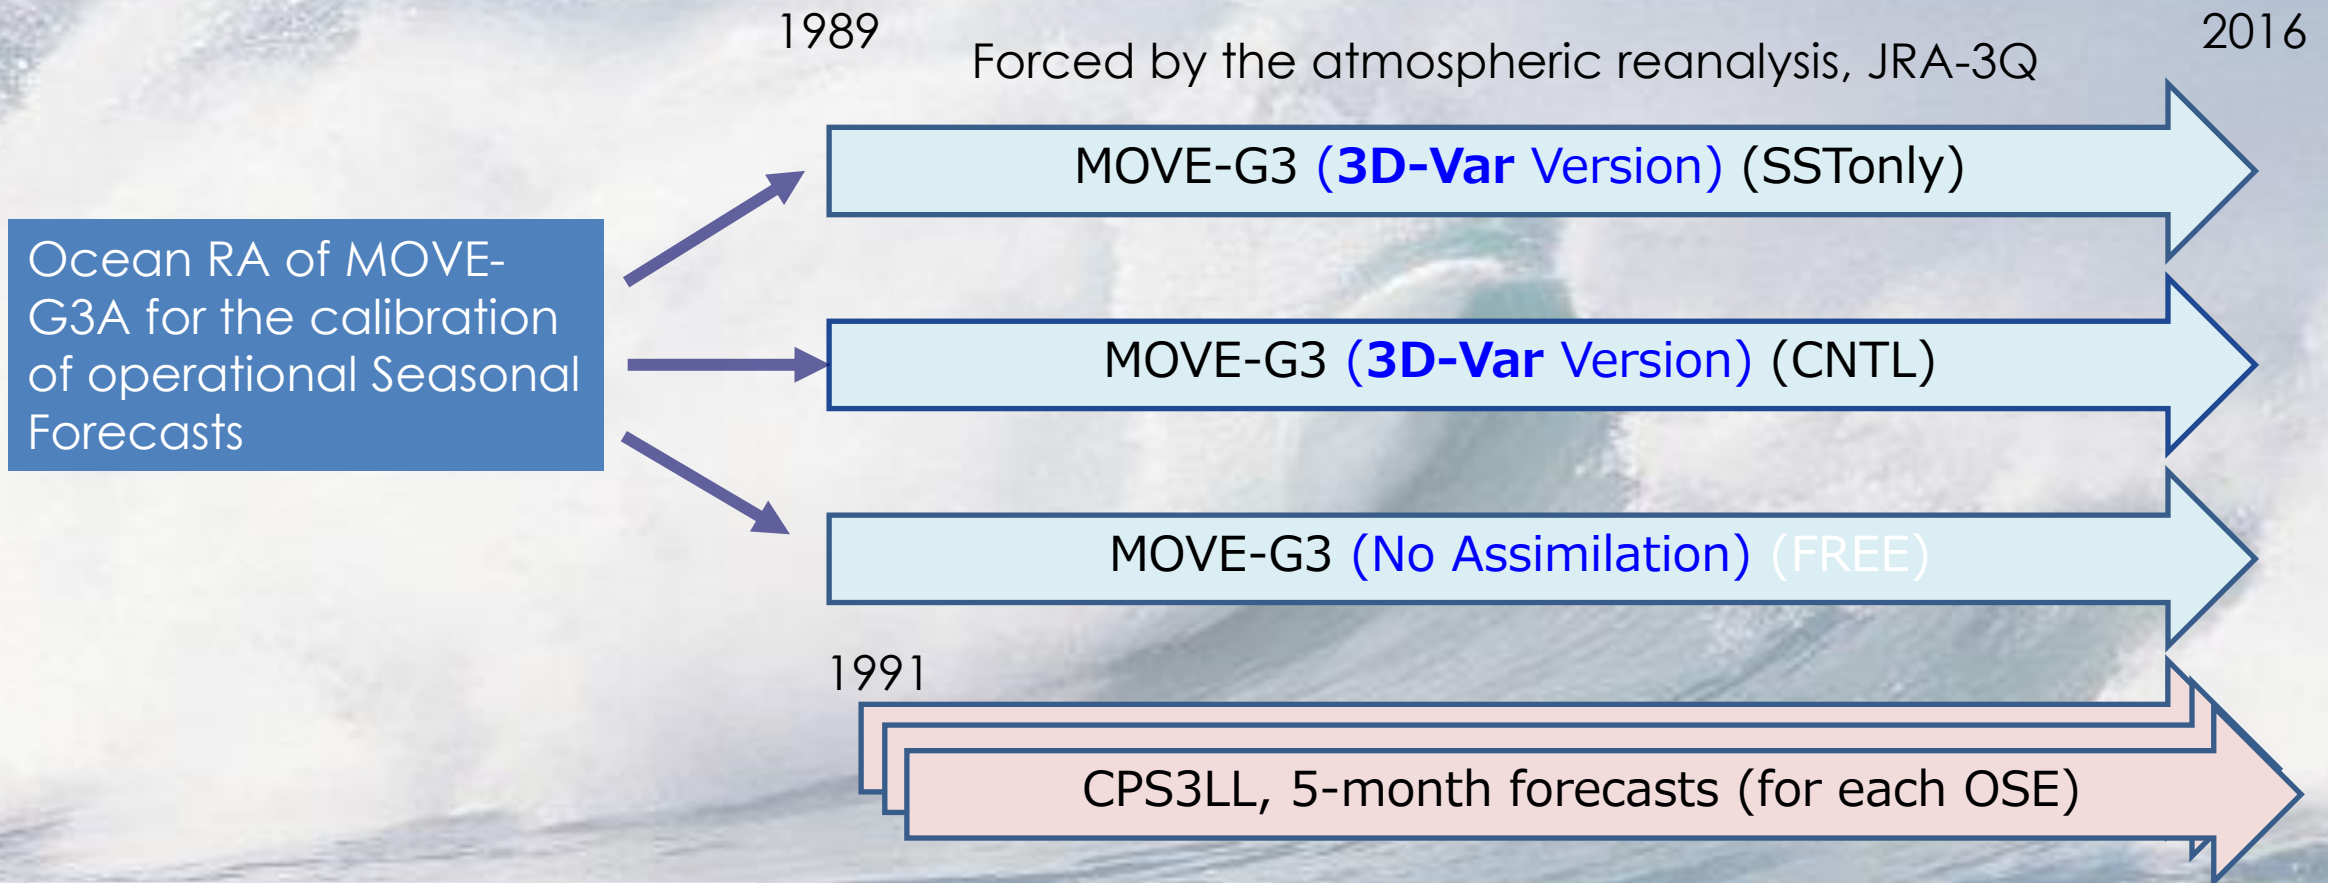 1989
2016
Forced by the atmospheric reanalysis, JRA-3Q
MOVE-G3 (3D-Var Version) (SSTonly)
Ocean RA of MOVE-
G3A for the calibration
of operational Seasonal
Forecasts
MOVE-G3 (3D-Var Version) (CNTL)
MOVE-G3 (No Assimilation) (FREE)
1991
CPS3LL, 5-month forecasts (for each OSE)